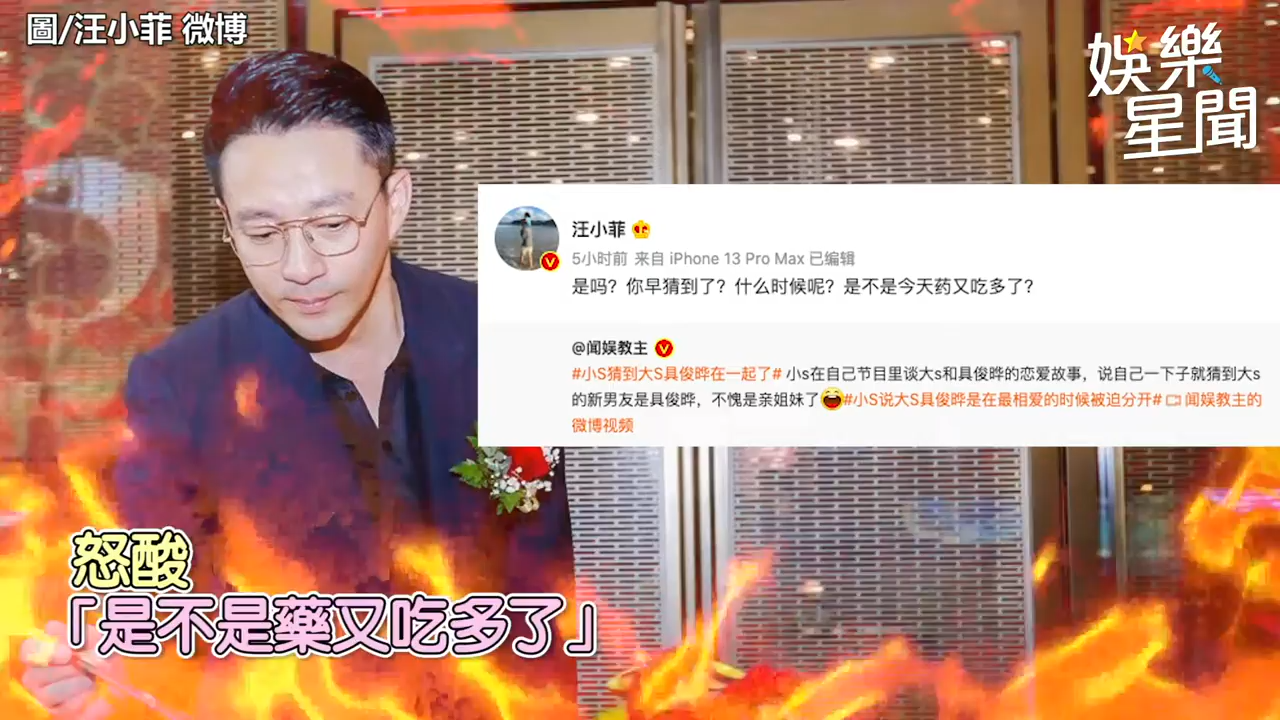 圖/汪小菲 微博
娛樂
星聞
汪小菲
5小时前 来自 iPhone 13 Pro Max 已编辑
是吗？你早猜到了？什么时候呢？是不是今天药又吃多了？
@闻娱教主
#小S猜到大S具俊晔在一起了# 小s在自己节目里谈大s和具俊晔的恋爱故事，说自己一下子就猜到大s
的新男友是具俊晔，不愧是亲姐妹了#小S说大S具俊晔是在最相爱的时候被迫分开# 闻娱教主的
微博视频
怒酸
「是不是藥又吃多了」